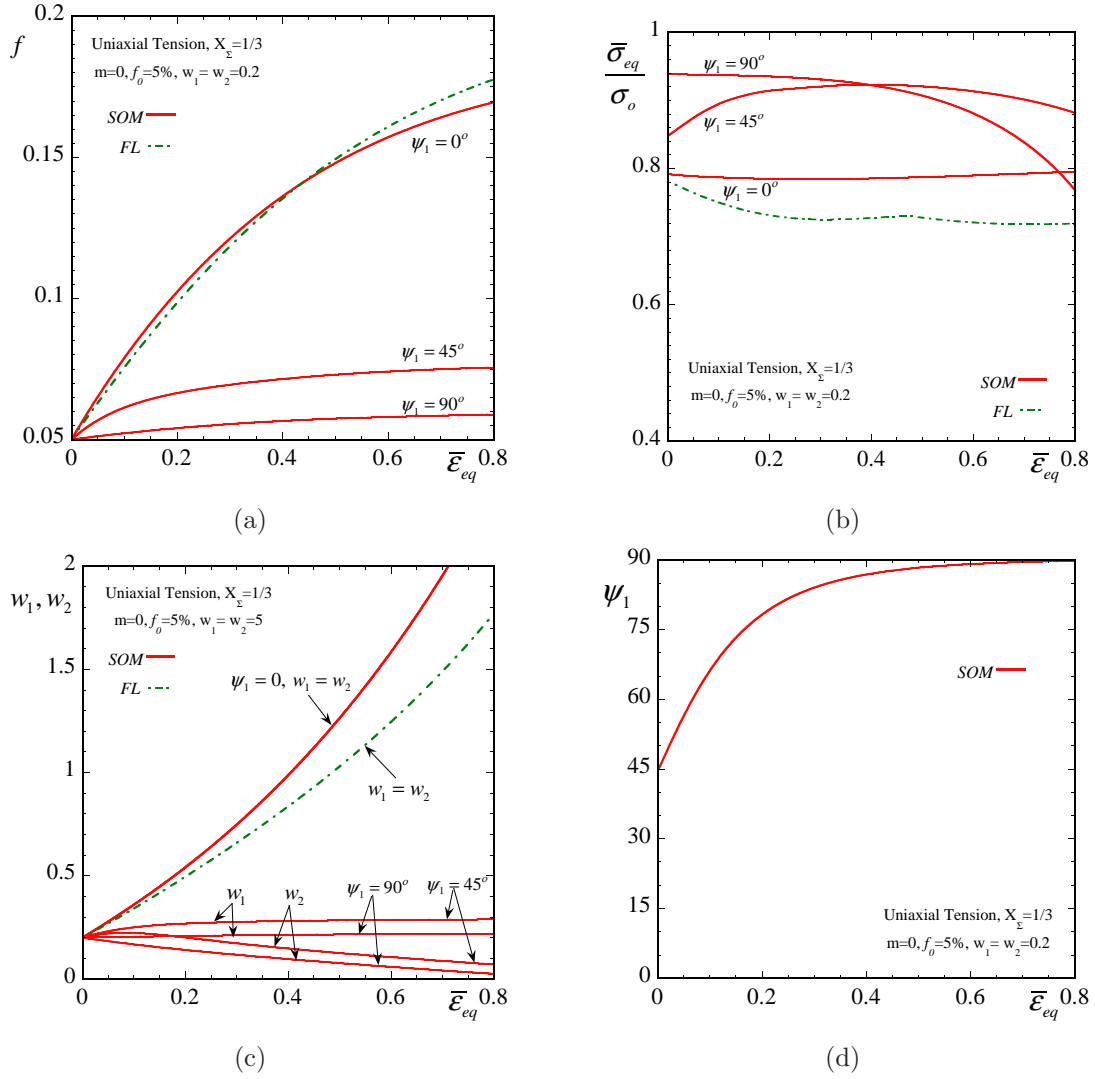 f
0.2
0.15
0.1
0.05
Uniaxial Tension, X_Σ=1/3
m=0, f_0=5%, w_1= w_2=0.2
SOM
FL
ψ_1 = 0°
ψ_1 = 45°
ψ_1 = 90°
0 0.2 0.4 0.6 0.8
ε̄_eq
(a)
σ̄_eq
σ_o
1
0.8
0.6
0.4
ψ_1 = 90°
ψ_1 = 45°
ψ_1 = 0°
Uniaxial Tension, X_Σ=1/3
m=0, f_0=5%, w_1= w_2=0.2
SOM
FL
0 0.2 0.4 0.6 0.8
ε̄_eq
(b)
w_1, w_2
2
1.5
1
0.5
0
Uniaxial Tension, X_Σ=1/3
m=0, f_0=5%, w_1= w_2=5
SOM
FL
ψ_1 = 0, w_1 = w_2
w_1 = w_2
w_1
w_2
ψ_1 = 90°
ψ_1 = 45°
0 0.2 0.4 0.6 0.8
ε̄_eq
(c)
ψ_1
90
75
60
45
30
15
0
SOM
Uniaxial Tension, X_Σ=1/3
m=0, f_0=5%, w_1= w_2=0.2
0 0.2 0.4 0.6 0.8
ε̄_eq
(d)